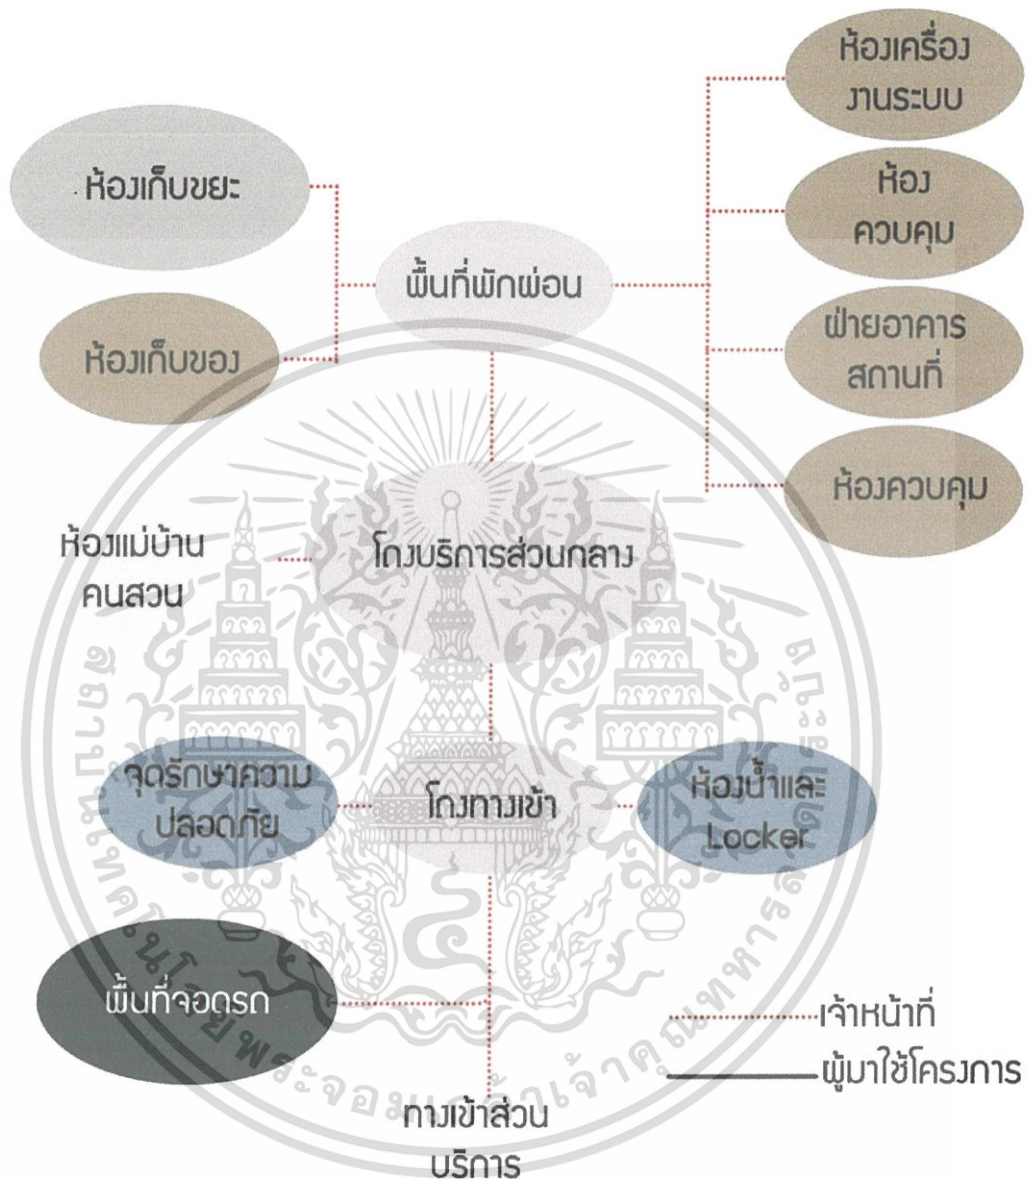 ห้องเครื่อง
งานระบบ
ห้องเก็บขยะ
ห้อง
ควบคุม
พื้นที่พักผ่อน
ฝ่ายอาคาร
สถานที่
ห้องเก็บของ
ห้องควบคุม
ห้องแม่บ้าน
คนสวน
โถงบริการส่วนกลาง
จุดรักษาความ
ปลอดภัย
โถงทางเข้า
ห้องน้ำและ
Locker
พื้นที่จอดรถ
เจ้าหน้าที่
ผู้มาใช้โครงการ
ทางเข้าส่วน
บริการ